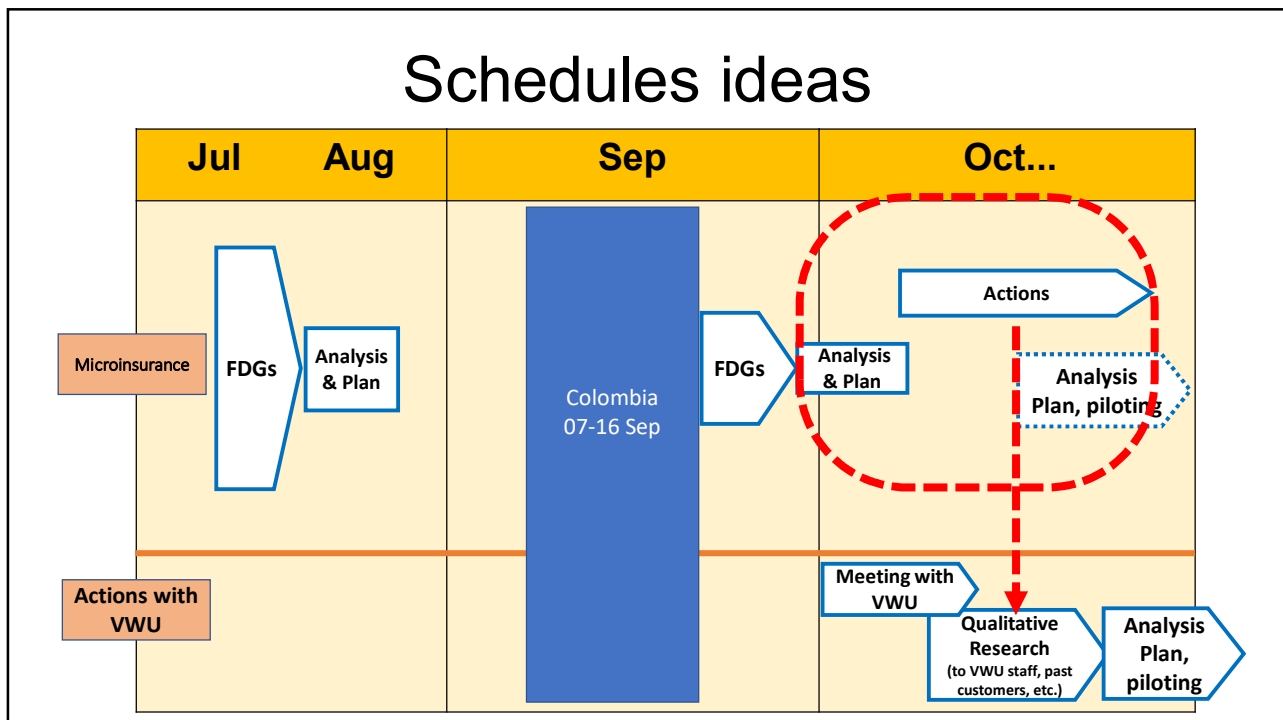 Schedules ideas
Jul
Aug
Sep
Oct...
Microinsurance
FDGs
Analysis
& Plan
Colombia
07-16 Sep
FDGs
Analysis
& Plan
Actions
Analysis
Plan, piloting
Actions with
VWU
Meeting with
VWU
Qualitative
Research
(to VWU staff, past
customers, etc.)
Analysis
Plan,
piloting